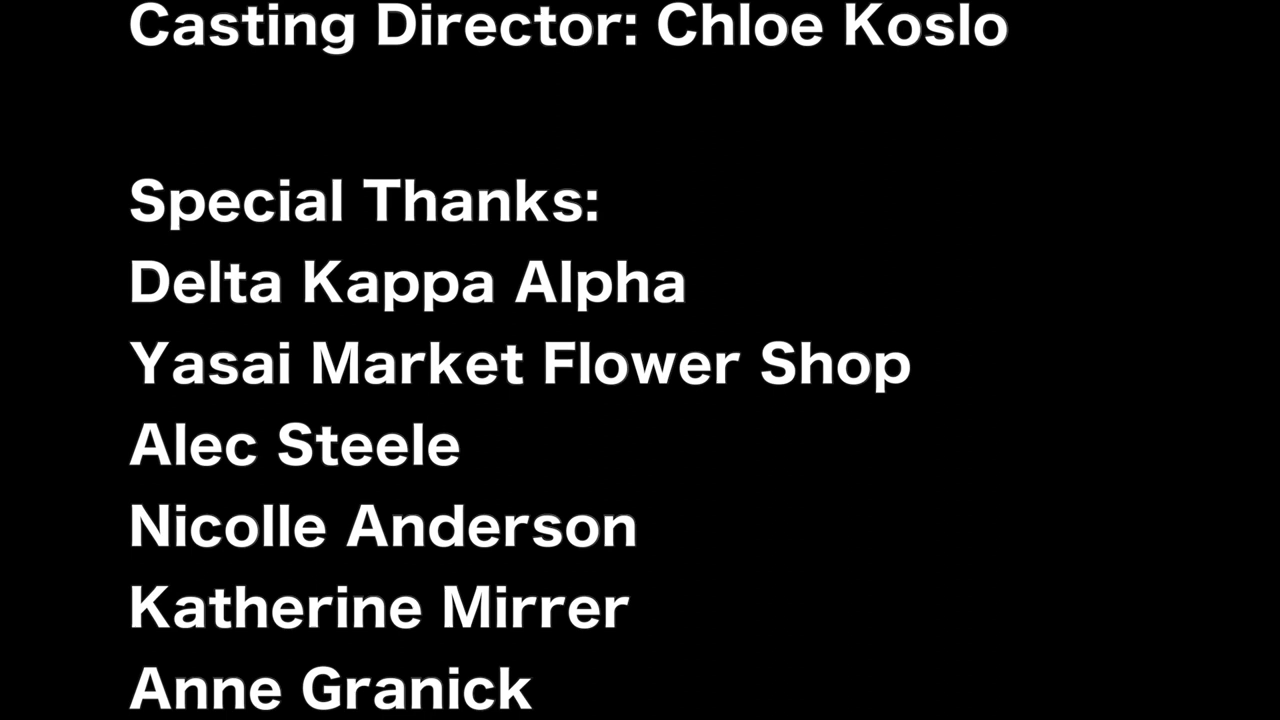 Casting Director: Chloe Koslo
Special Thanks:
Delta Kappa Alpha
Yasai Market Flower Shop
Alec Steele
Nicolle Anderson
Katherine Mirrer
Anne Granick